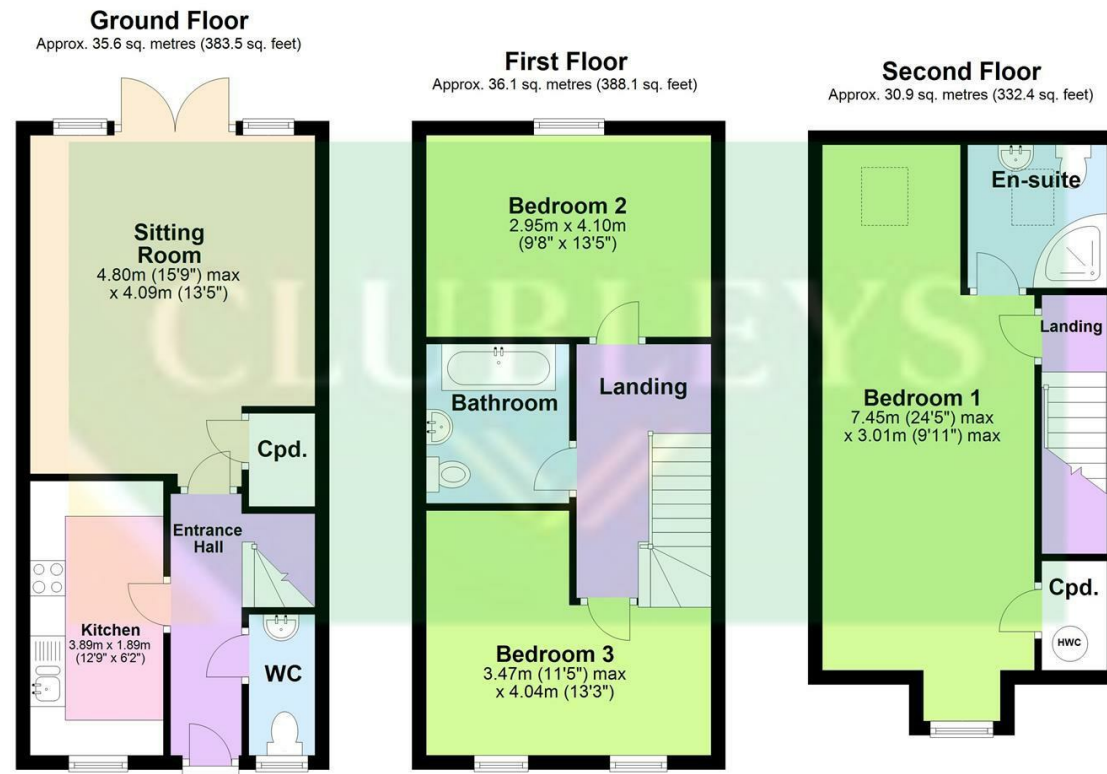 Ground Floor
Approx. 35.6 sq. metres (383.5 sq. feet)
Sitting
Room
4.80m (15'9") max
x 4.09m (13'5")
Cpd.
Entrance
Hall
Kitchen
3.89m x 1.89m
(12'9" x 6'2")
WC
First Floor
Approx. 36.1 sq. metres (388.1 sq. feet)
Bedroom 2
2.95m x 4.10m
(9'8" x 13'5")
Bathroom
Landing
Bedroom 3
3.47m (11'5") max
x 4.04m (13'3")
Second Floor
Approx. 30.9 sq. metres (332.4 sq. feet)
En-suite
Landing
Bedroom 1
7.45m (24'5") max
x 3.01m (9'11") max
Cpd.
HWC
CLUBLEYS